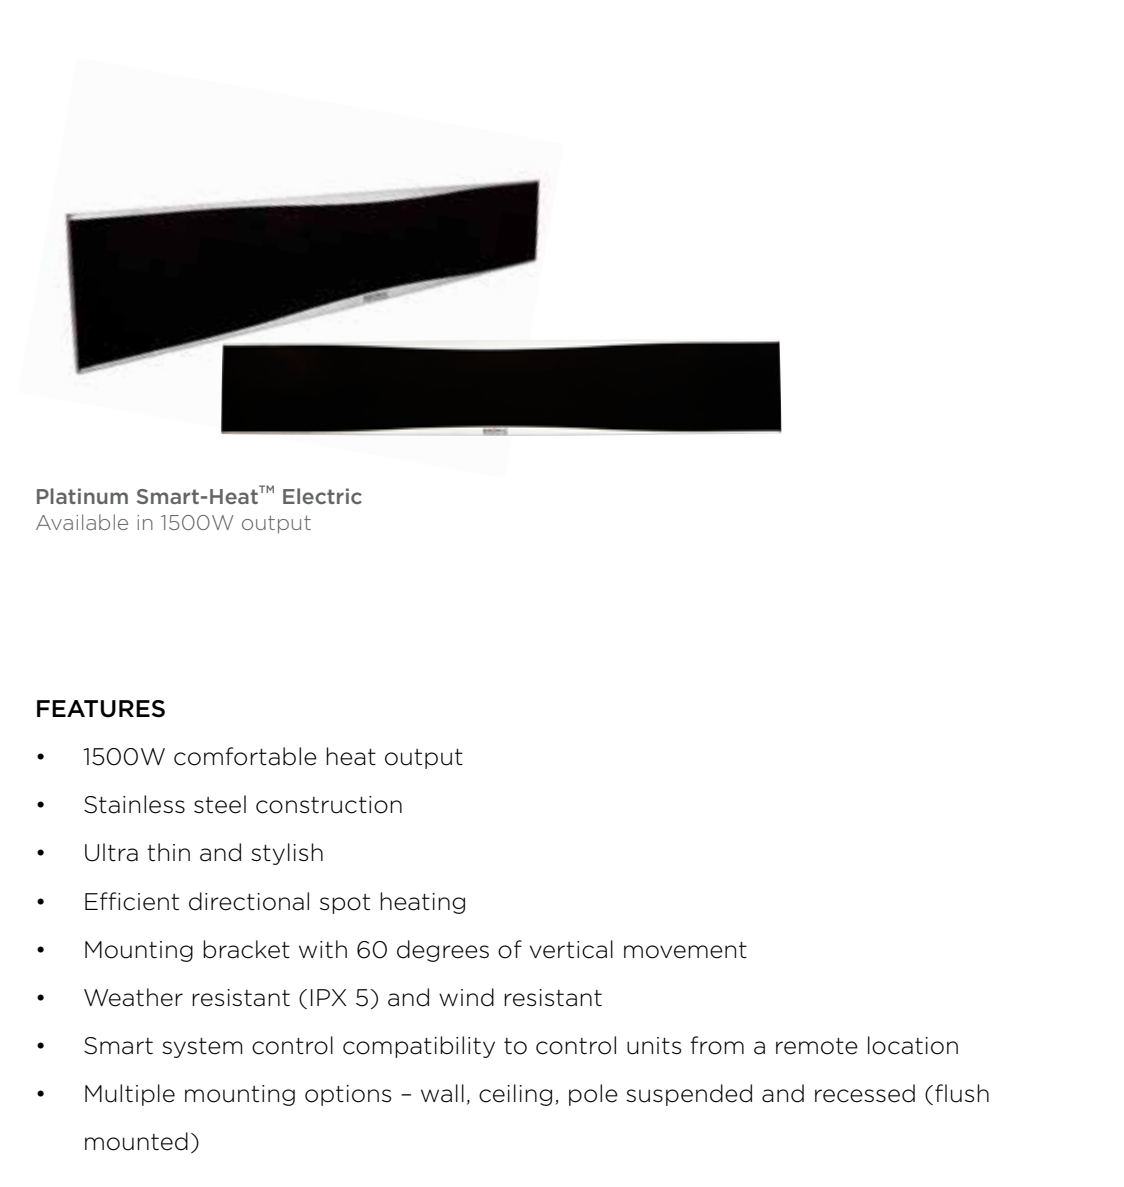 Platinum Smart-Heat™ Electric
Available in 1500W output
FEATURES
• 1500W comfortable heat output
• Stainless steel construction
• Ultra thin and stylish
• Efficient directional spot heating
• Mounting bracket with 60 degrees of vertical movement
• Weather resistant (IPX 5) and wind resistant
• Smart system control compatibility to control units from a remote location
• Multiple mounting options – wall, ceiling, pole suspended and recessed (flush
mounted)